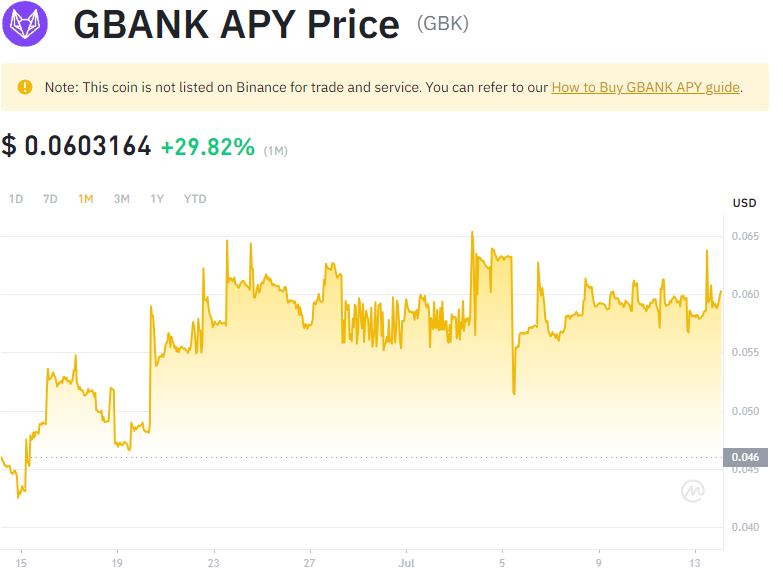 GBANK APY Price (GBK)
Note: This coin is not listed on Binance for trade and service. You can refer to our How to Buy GBANK APY guide.
$ 0.0603164 +29.82% (1M)
1D 7D 1M 3M 1Y YTD
USD
0.065
0.060
0.055
0.050
0.046
0.045
0.040
15 19 23 27 Jul 5 9 13